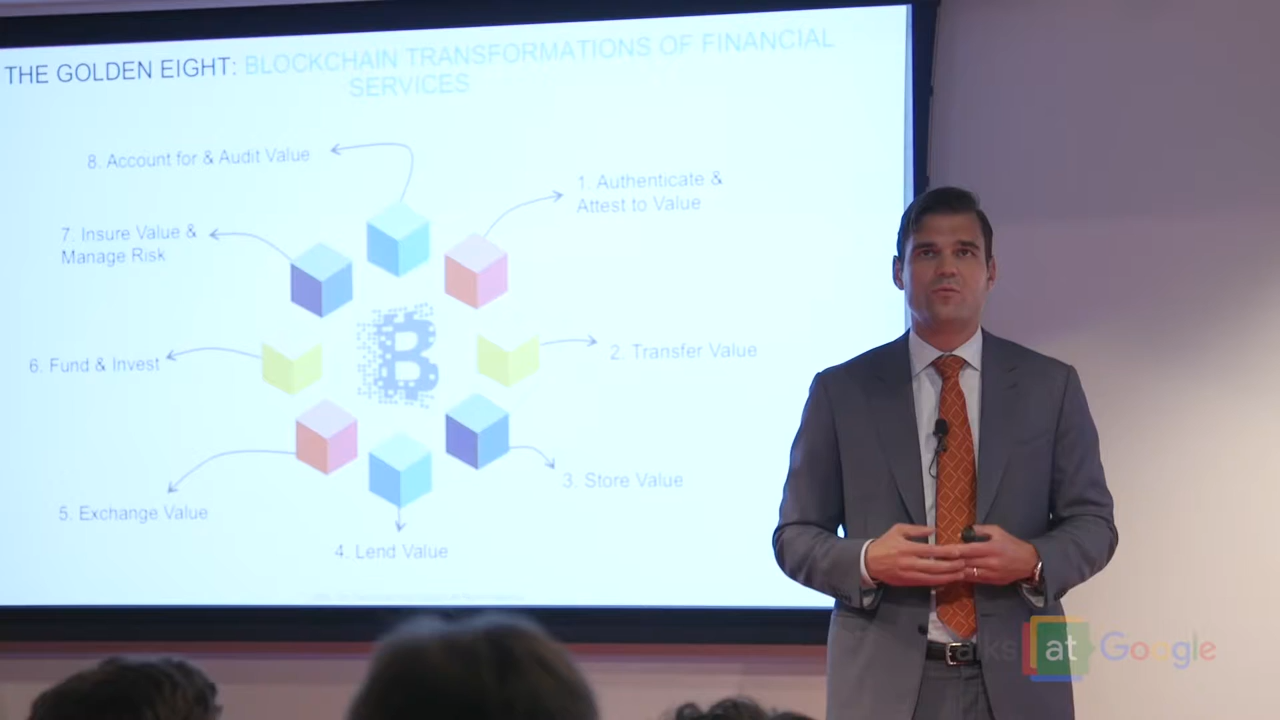 THE GOLDEN EIGHT: BLOCKCHAIN TRANSFORMATIONS OF FINANCIAL
SERVICES
8. Account for & Audit Value
1. Authenticate &
Attest to Value
7. Insure Value &
Manage Risk
6. Fund & Invest
2. Transfer Value
3. Store Value
5. Exchange Value
4. Lend Value
at Google